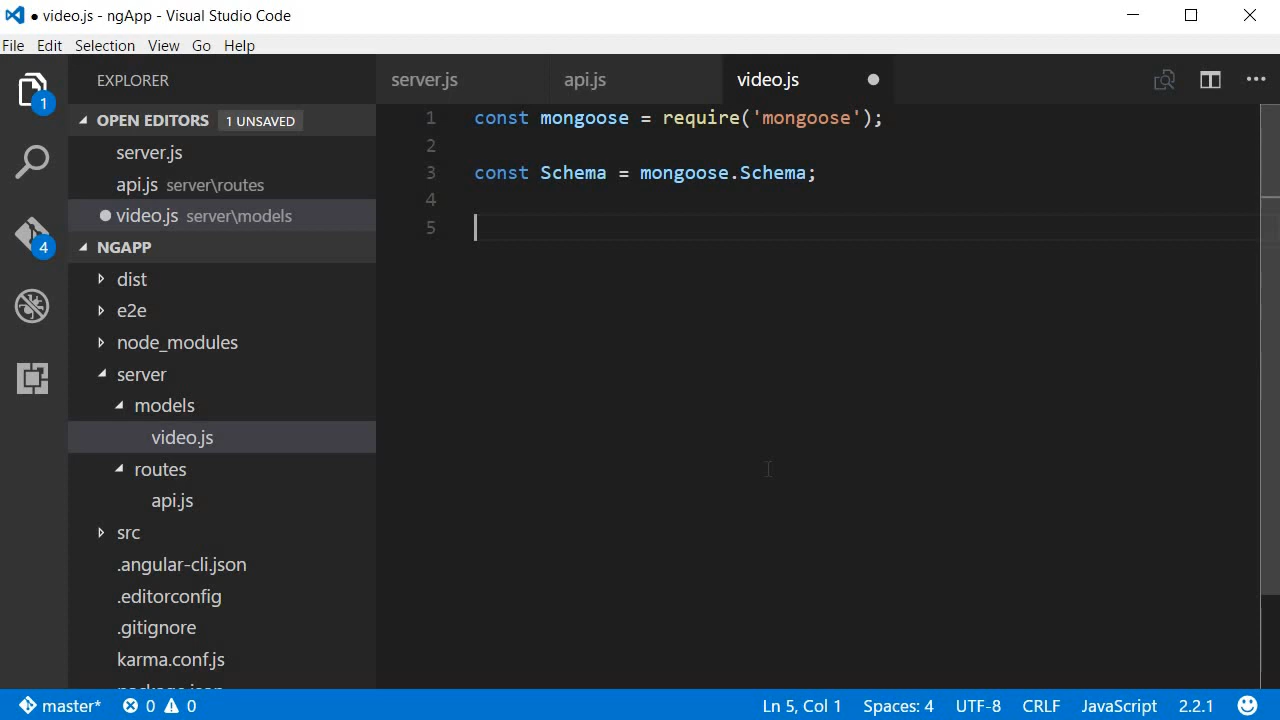 ● video.js - ngApp - Visual Studio Code
File Edit Selection View Go Help
EXPLORER
OPEN EDITORS 1 UNSAVED
server.js
api.js server\routes
video.js server\models
NGAPP
dist
e2e
node_modules
server
models
video.js
routes
api.js
src
.angular-cli.json
.editorconfig
.gitignore
karma.conf.js
package.json
1
4
server.js api.js video.js
1 const mongoose = require('mongoose');
2
3 const Schema = mongoose.Schema;
4
5
master* 0 0 Ln 5, Col 1 Spaces: 4 UTF-8 CRLF JavaScript 2.2.1